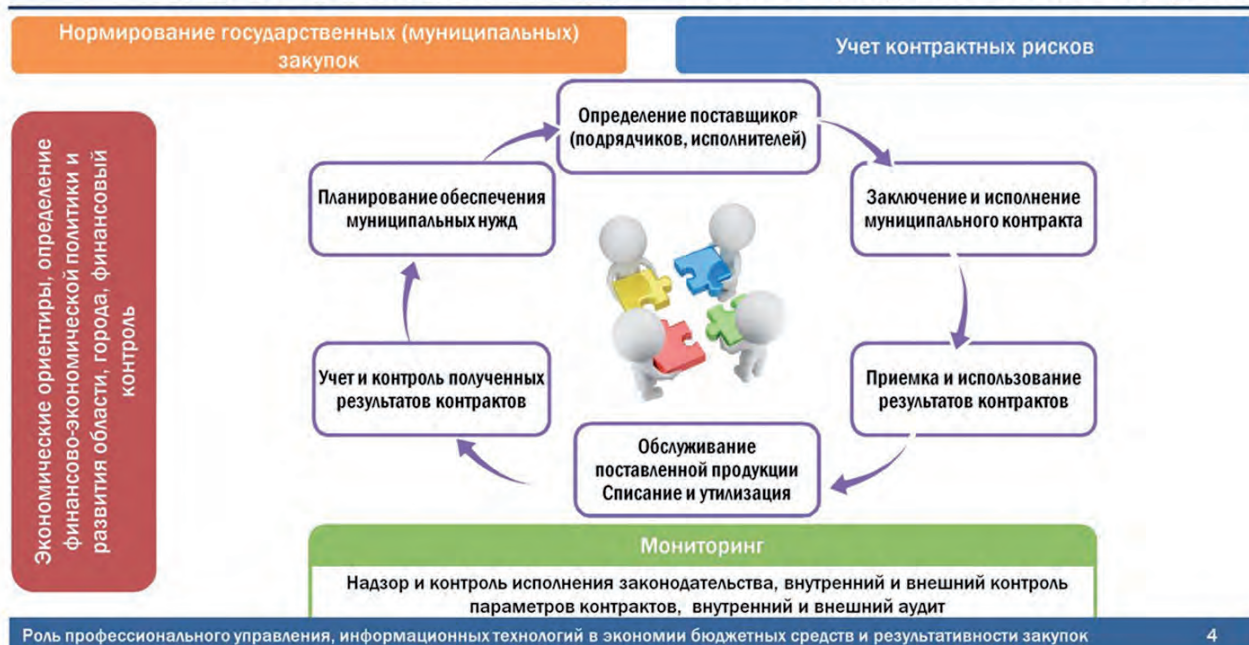 Нормирование государственных (муниципальных)
закупок
Учет контрактных рисков
Экономические ориентиры, определение
финансово-экономической политики и
развития области, города, финансовый
контроль
Определение поставщиков
(подрядчиков, исполнителей)
Планирование обеспечения
муниципальных нужд
Заключение и исполнение
муниципального контракта
Учет и контроль полученных
результатов контрактов
Приемка и использование
результатов контрактов
Обслуживание
поставленной продукции
Списание и утилизация
Мониторинг
Надзор и контроль исполнения законодательства, внутренний и внешний контроль
параметров контрактов, внутренний и внешний аудит
Роль профессионального управления, информационных технологий в экономии бюджетных средств и результативности закупок 4